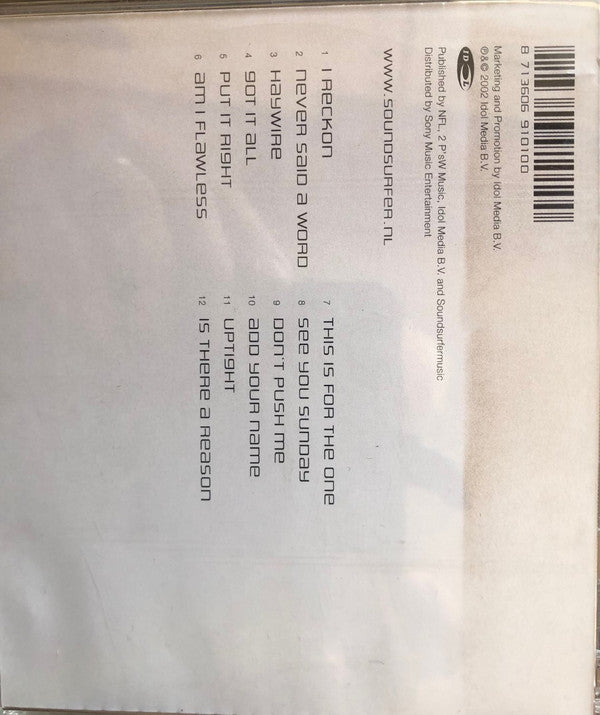 8 713606 910100
Marketing and Promotion by Idol Media B.V.
℗&© 2002 Idol Media B.V.
IDOL
Published by NFL, 2 P'sW Music, Idol Media B.V. and Soundsurfermusic
Distributed by Sony Music Entertainment
www.soundsurfer.nl
1 I Reckon
2 never said a word
3 Haywire
4 got it all
5 put it right
6 am I flawless
7 This is for the one
8 see you sunday
9 Don't push me
10 add your name
11 uptight
12 Is there a reason